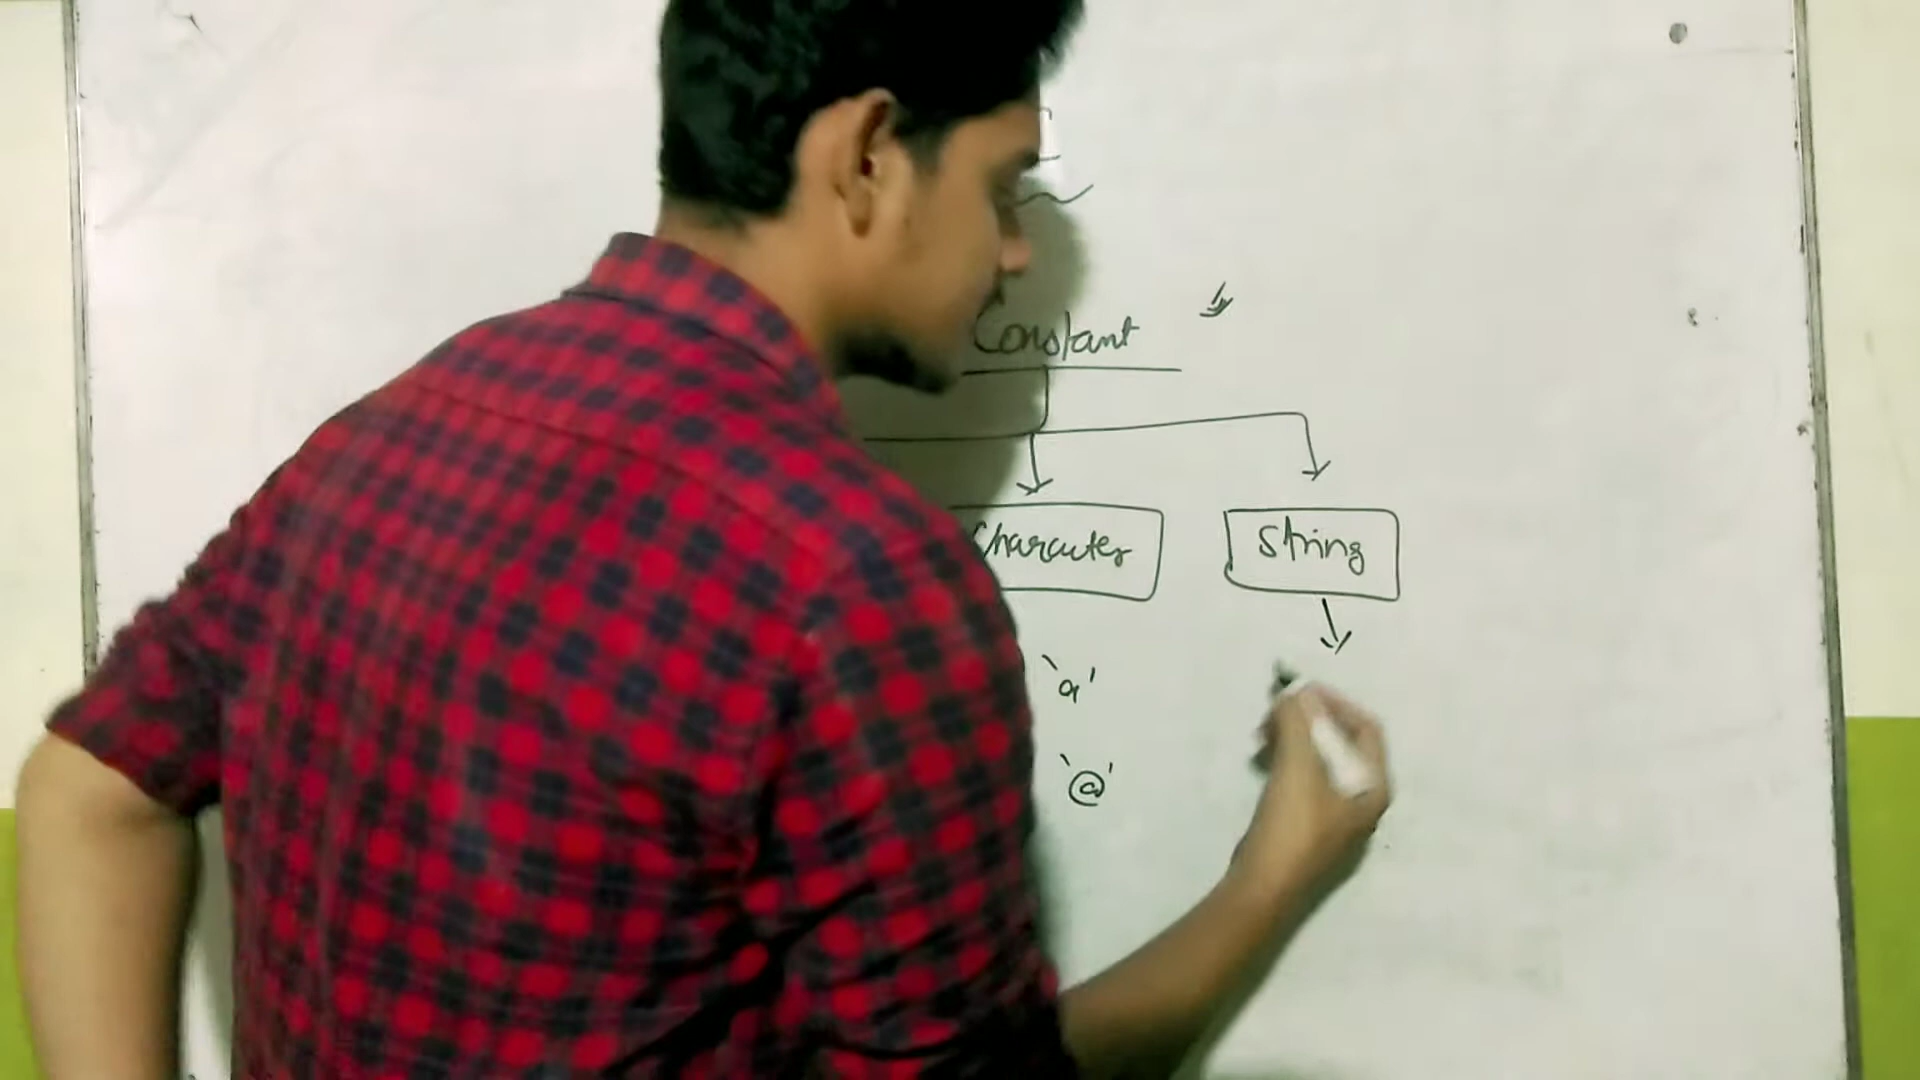 Constant
Character
String
'a'
'@'